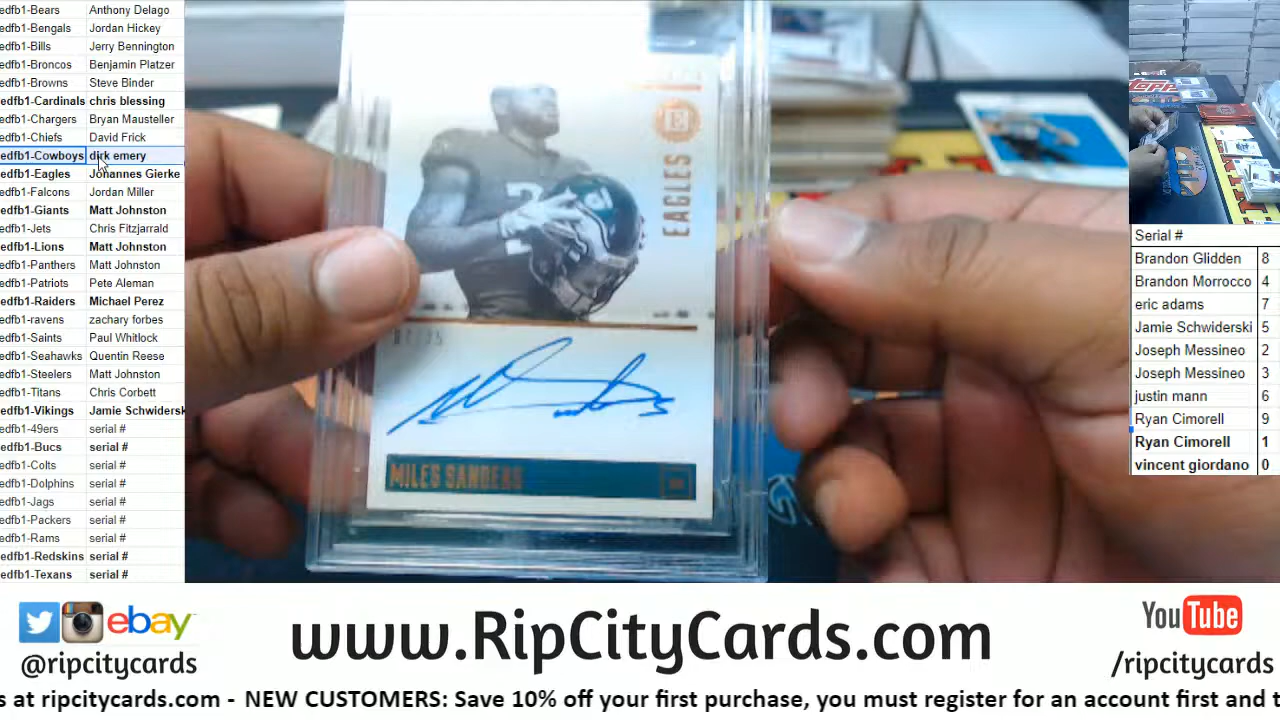 edfb1-Bears Anthony Delago
edfb1-Bengals Jordan Hickey
edfb1-Bills Jerry Bennington
edfb1-Broncos Benjamin Platzer
edfb1-Browns Steve Binder
edfb1-Cardinals chris blessing
edfb1-Chargers Bryan Mausteller
edfb1-Chiefs David Frick
edfb1-Cowboys dirk emery
edfb1-Eagles Johannes Gierke
edfb1-Falcons Jordan Miller
edfb1-Giants Matt Johnston
edfb1-Jets Chris Fitzjarrald
edfb1-Lions Matt Johnston
edfb1-Panthers Matt Johnston
edfb1-Patriots Pete Aleman
edfb1-Raiders Michael Perez
edfb1-ravens zachary forbes
edfb1-Saints Paul Whitlock
edfb1-Seahawks Quentin Reese
edfb1-Steelers Matt Johnston
edfb1-Titans Chris Corbett
edfb1-Vikings Jamie Schwidersk
edfb1-49ers serial #
edfb1-Bucs serial #
edfb1-Colts serial #
edfb1-Dolphins serial #
edfb1-Jags serial #
edfb1-Packers serial #
edfb1-Rams serial #
edfb1-Redskins serial #
edfb1-Texans serial #
E
EAGLES
MILES SANDERS
Serial #
Brandon Glidden 8
Brandon Morrocco 4
eric adams 7
Jamie Schwiderski 5
Joseph Messineo 2
Joseph Messineo 3
justin mann 6
Ryan Cimorell 9
Ryan Cimorell 1
vincent giordano 0
ebay
@ripcitycards
www.RipCityCards.com
YouTube
/ripcitycards
s at ripcitycards.com - NEW CUSTOMERS: Save 10% off your first purchase, you must register for an account first and t